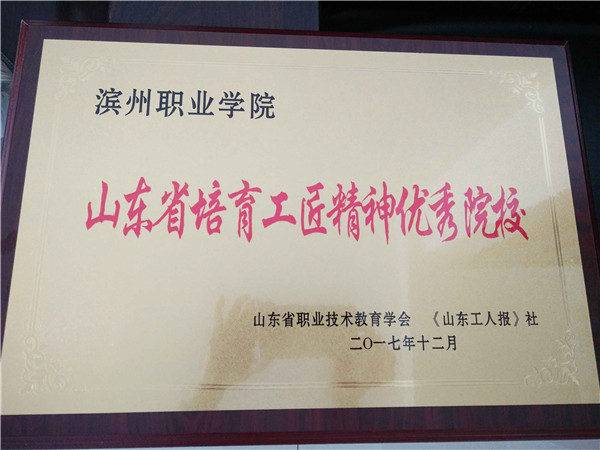 滨州职业学院
山东省培育工匠精神优秀院校
山东省职业技术教育学会 《山东工人报》社
二〇一七年十二月